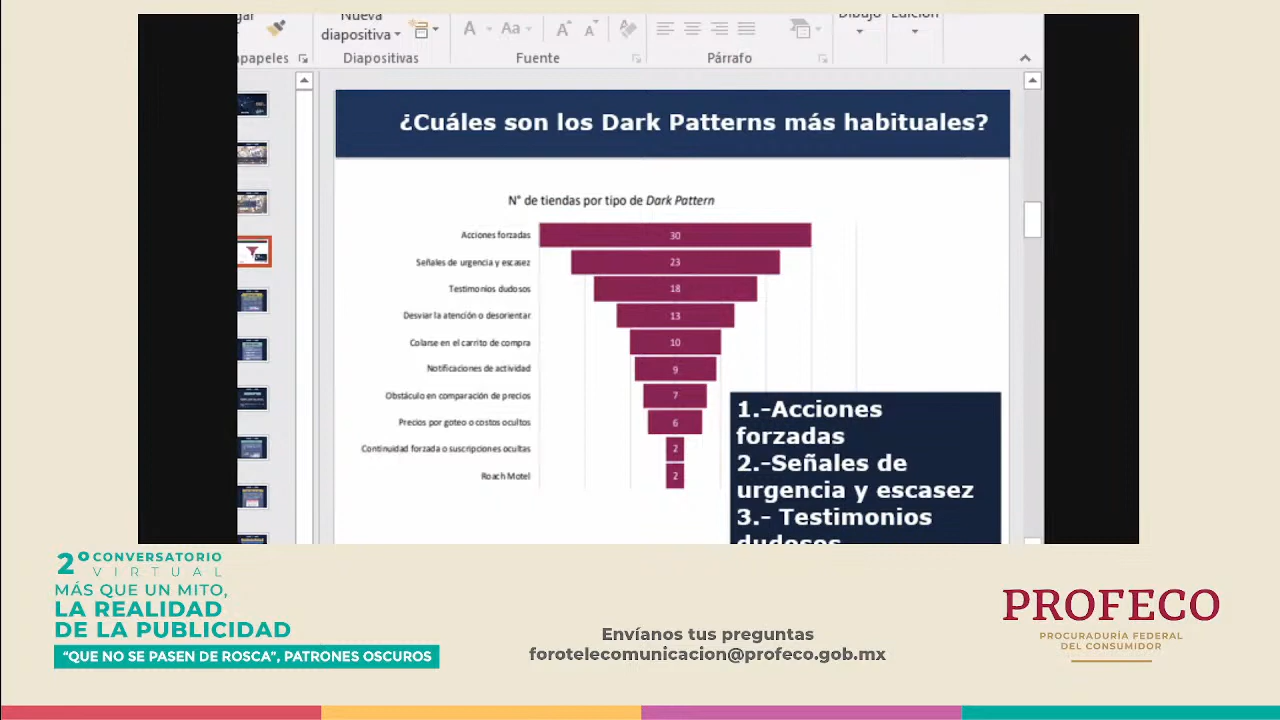 Nueva
diapositiva
Aa
Dibujo
Edición
Diapositivas
Fuente
Párrafo
¿Cuáles son los Dark Patterns más habituales?
N° de tiendas por tipo de Dark Pattern
Acciones forzadas 30
Señales de urgencia y escasez 23
Testimonios dudosos 18
Desviar la atención o desorientar 13
Colarse en el carrito de compra 10
Notificaciones de actividad 9
Obstáculo en comparación de precios 7
Precios por goteo o costos ocultos 6
Continuidad forzada o suscripciones ocultas 2
Roach Motel 2
1.-Acciones
forzadas
2.-Señales de
urgencia y escasez
3.- Testimonios
dudosos
2° CONVERSATORIO
VIRTUAL
MÁS QUE UN MITO,
LA REALIDAD
DE LA PUBLICIDAD
“QUE NO SE PASEN DE ROSCA”, PATRONES OSCUROS
Envíanos tus preguntas
forotelecomunicacion@profeco.gob.mx
PROFECO
PROCURADURÍA FEDERAL
DEL CONSUMIDOR